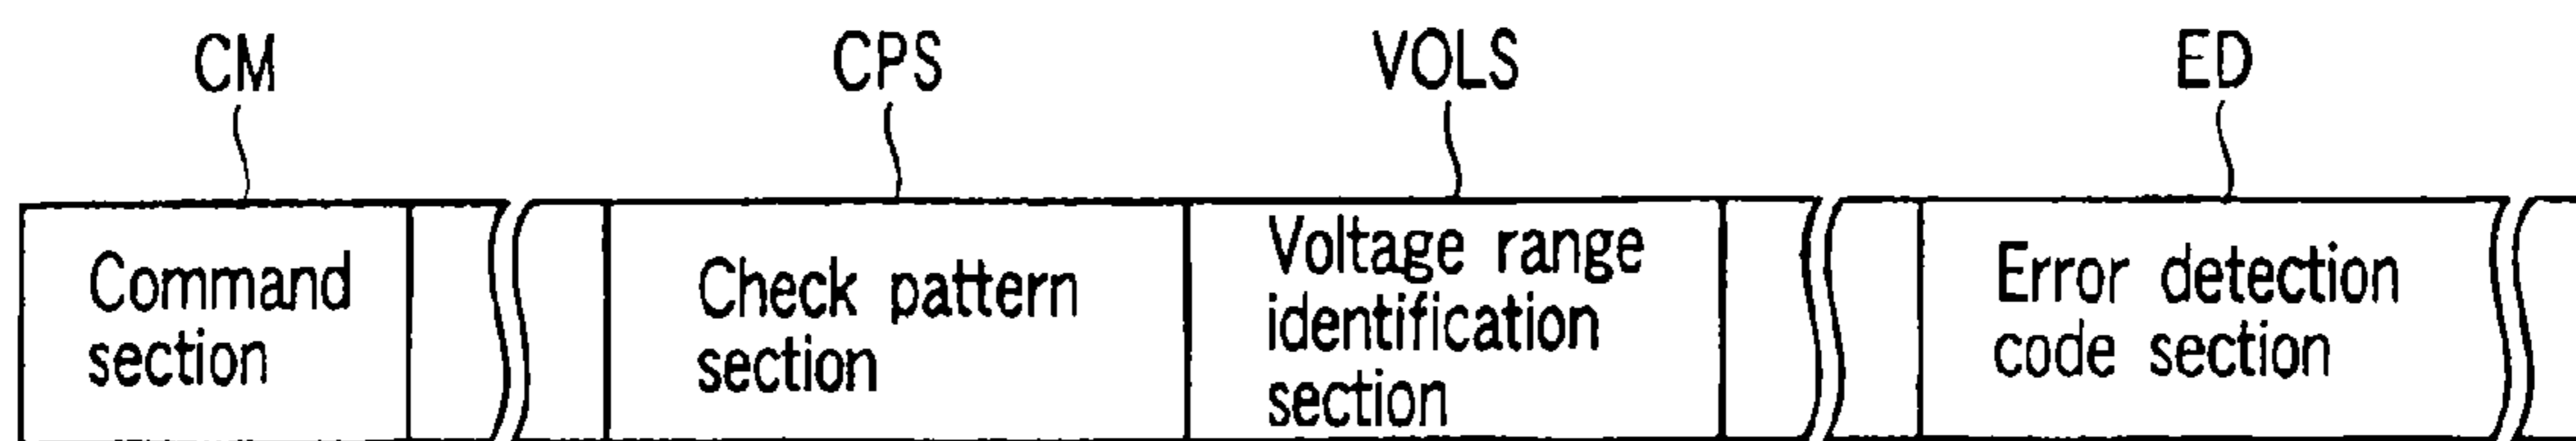 CM
CPS
VOLS
ED
Command
section
Check pattern
section
Voltage range
identification
section
Error detection
code section